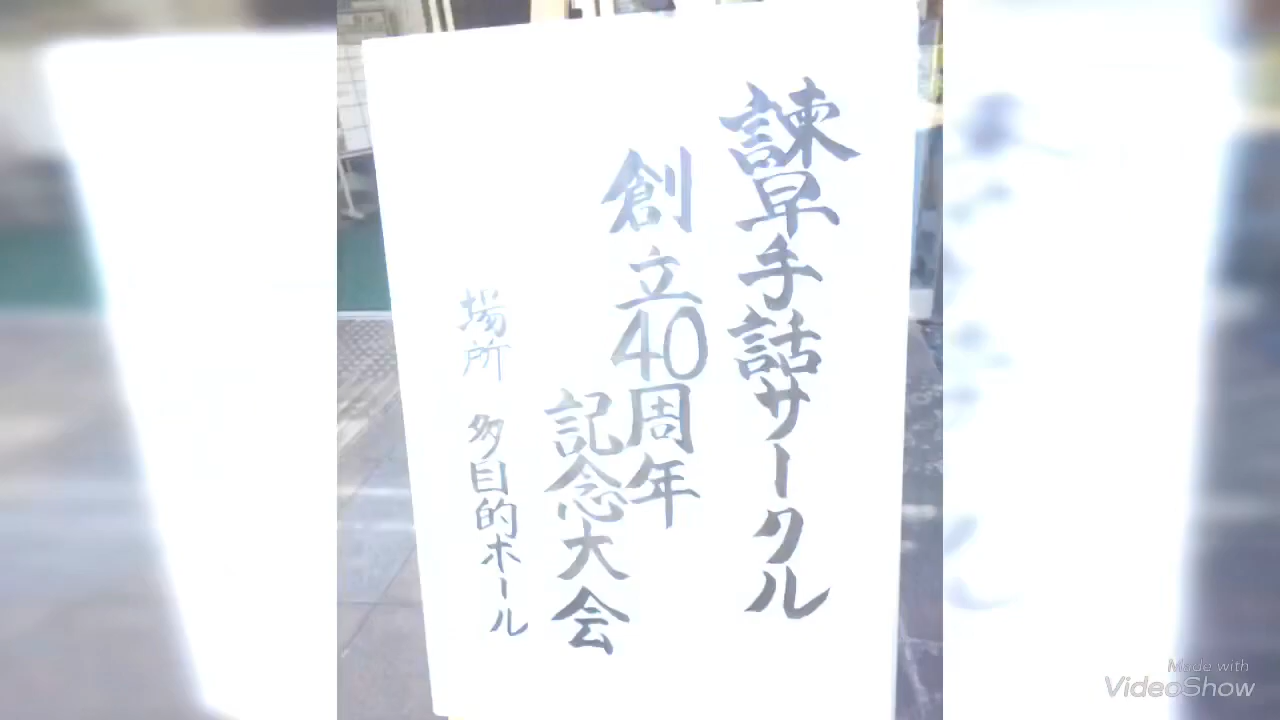 諫早手話サークル
創立40周年
記念大会
場所 多目的ホール
Made with
VideoShow